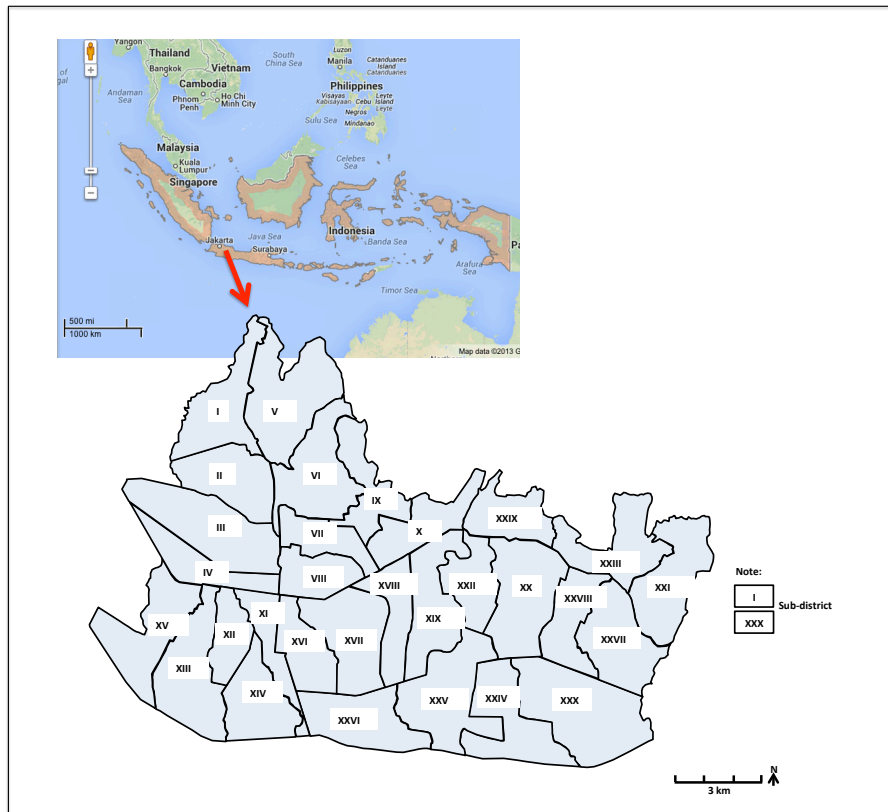 Yangon
Thailand
Bangkok
Vietnam
Cambodia
Phnom
Penh
Ho Chi
Minh City
Andaman
Sea
South
China Sea
Luzon
Manila
Catanduanes
Island
Catanduanes
Philippines
Visayas
Kabisayaan
Cebu
Leyte
Island
Leyte
Negros
Mindanao
Sulu Sea
Malaysia
Kuala
Lumpur
Singapore
Celebes
Sea
Indonesia
Java Sea
Jakarta
Surabaya
Banda Sea
Arafura
Sea
Timor Sea
Pa
500 mi
1000 km
Map data ©2013 G
I
V
II
VI
IX
III
VII
X
XXIX
IV
VIII
XVIII
XXII
XX
XXIII
XXI
XXVIII
XV
XII
XI
XVI
XVII
XIX
XXVII
XIII
XIV
XXVI
XXV
XXIV
XXX
Note:
I
Sub-district
XXX
N
3 km